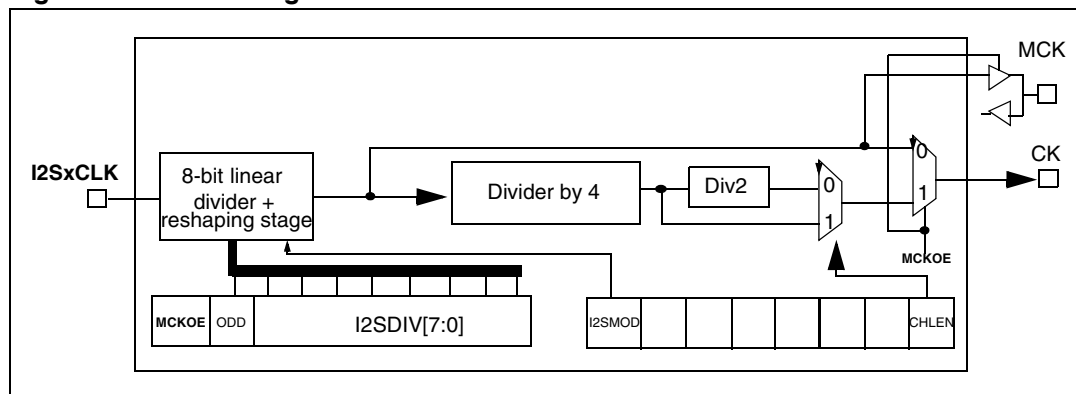 MCK
CK
I2SxCLK
8-bit linear
divider +
reshaping stage
Divider by 4
Div2
0
1
0
1
MCKOE
MCKOE
ODD
I2SDIV[7:0]
I2SMOD
CHLEN